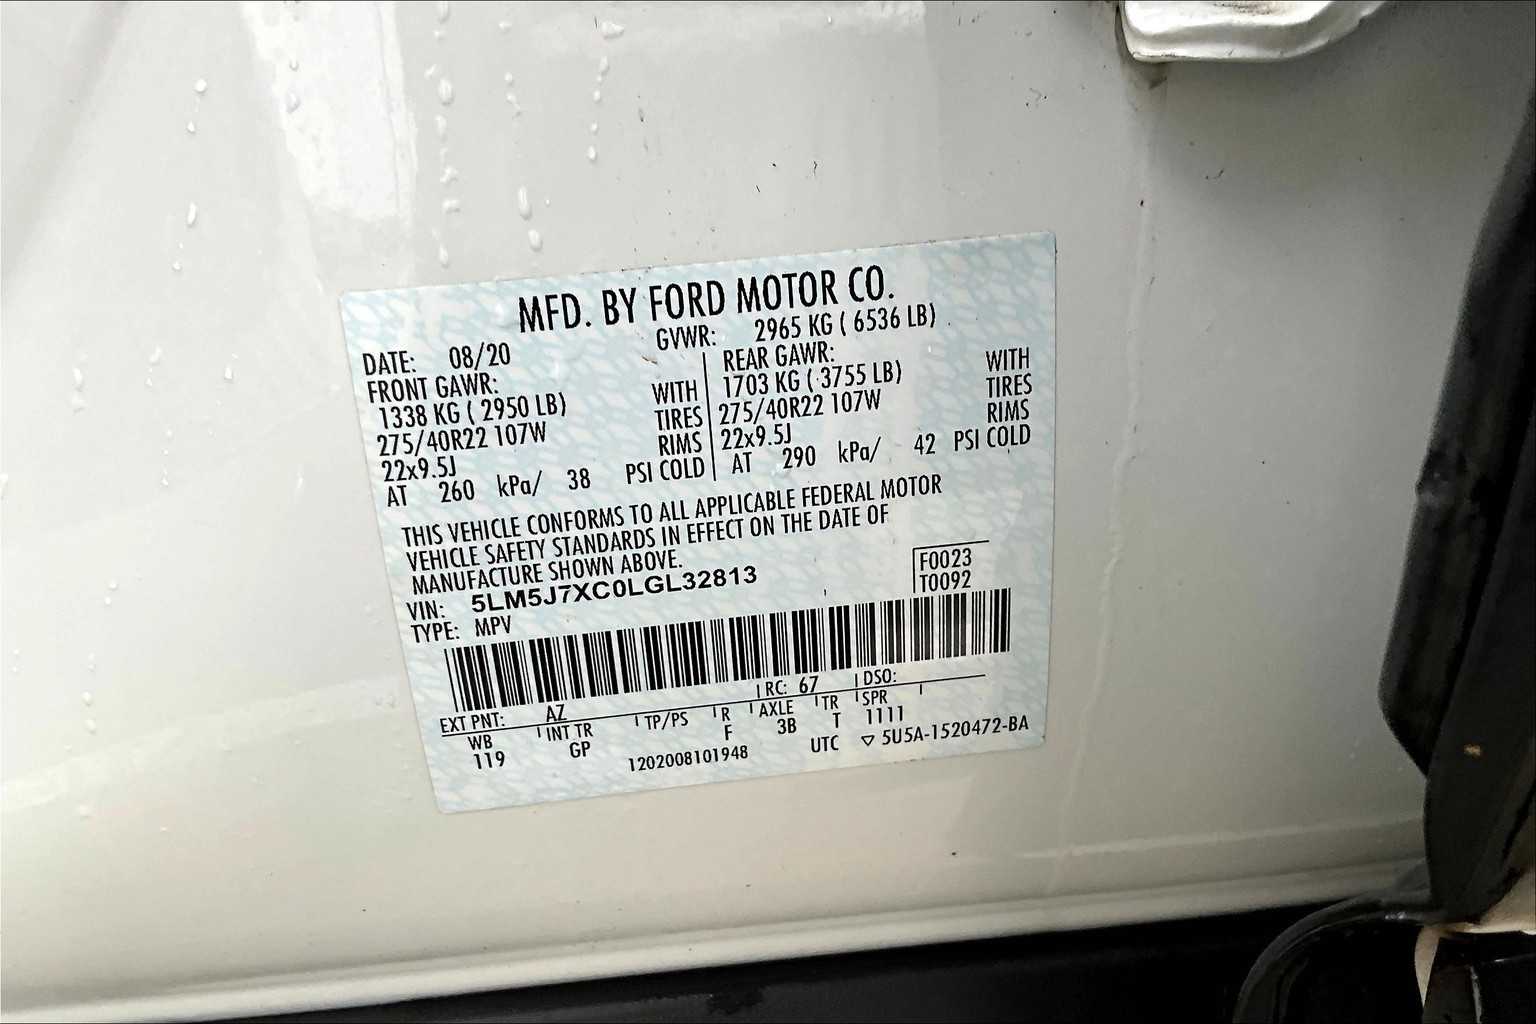 MFD. BY FORD MOTOR CO.
DATE: 08/20 GVWR: 2965 KG ( 6536 LB)
FRONT GAWR: REAR GAWR:
1338 KG ( 2950 LB) WITH 1703 KG ( 3755 LB) WITH
275/40R22 107W TIRES 275/40R22 107W TIRES
22x9.5J RIMS 22x9.5J RIMS
AT 260 kPa/ 38 PSI COLD AT 290 kPa/ 42 PSI COLD
THIS VEHICLE CONFORMS TO ALL APPLICABLE FEDERAL MOTOR
VEHICLE SAFETY STANDARDS IN EFFECT ON THE DATE OF
MANUFACTURE SHOWN ABOVE.
F0023
VIN: 5LM5J7XC0LGL32813 T0092
TYPE: MPV
EXT PNT: AZ RC: 67 DSO:
WB INT TR TP/PS R AXLE TR SPR
119 GP F 3B T 1111
1202008101948 UTC ▽ 5U5A-1520472-BA